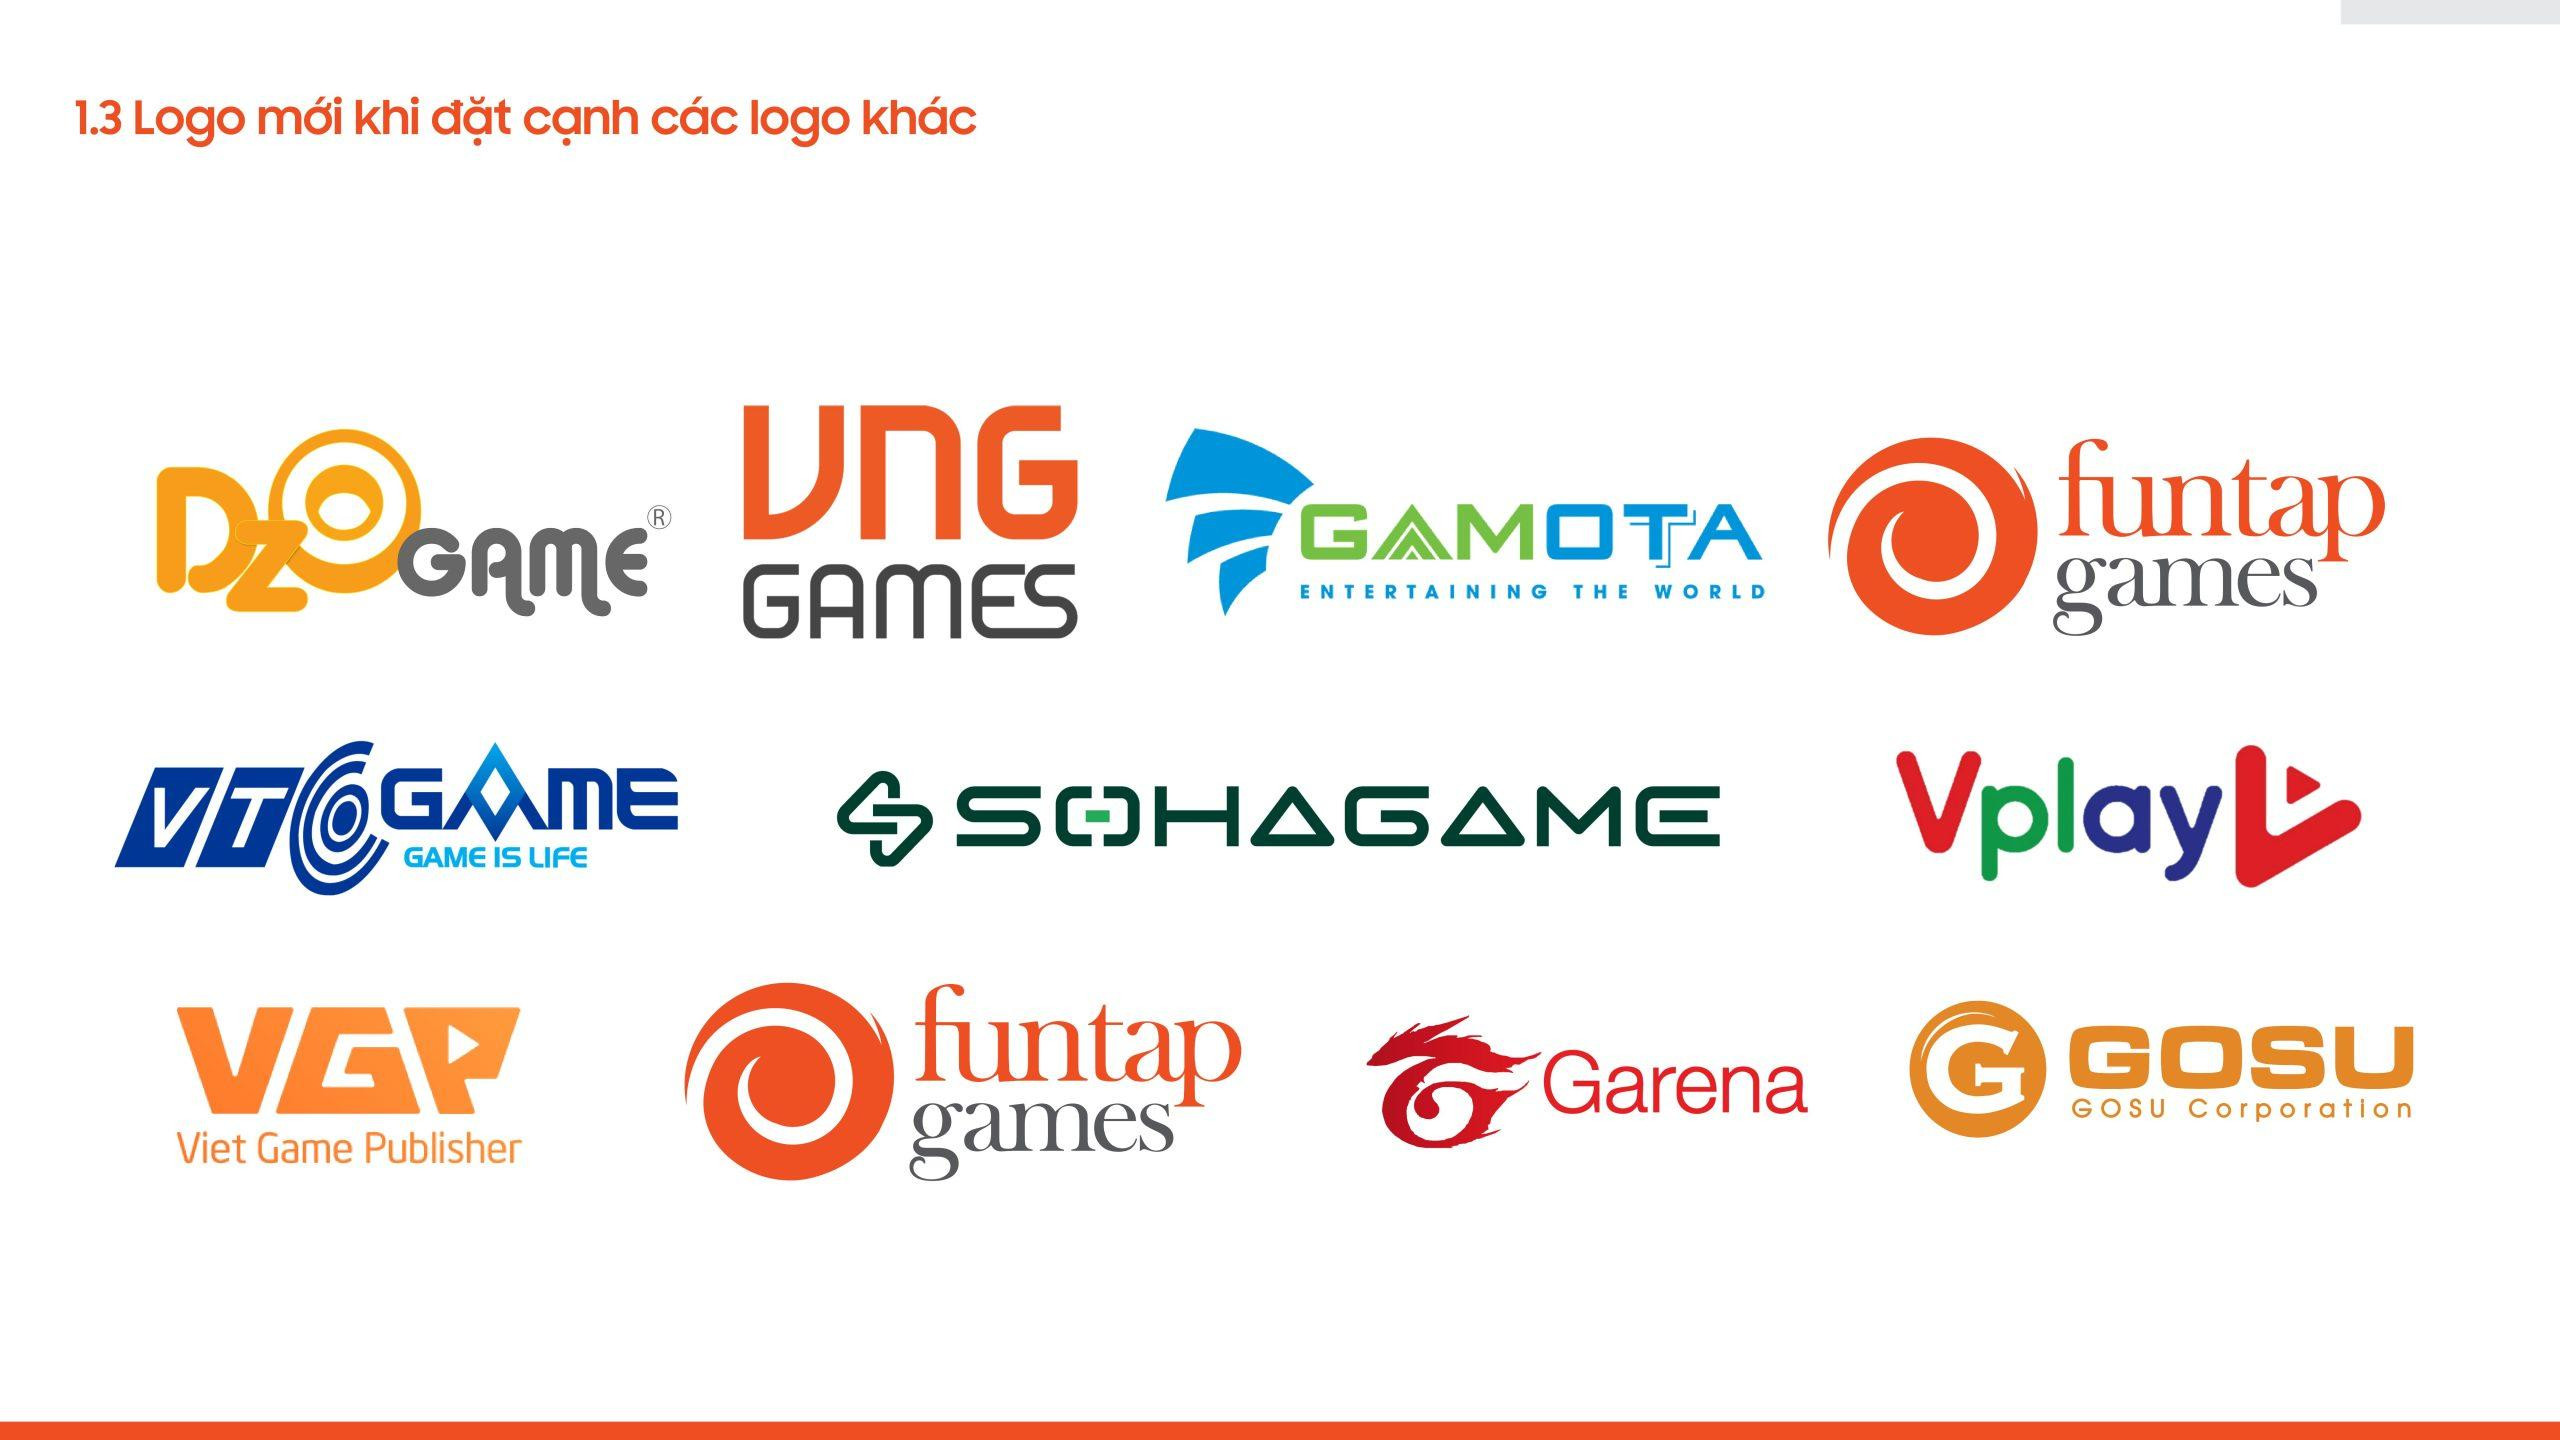 1.3 Logo mới khi đặt cạnh các logo khác
DZO GAME ®
VNG
GAMES
GAMOTA
ENTERTAINING THE WORLD
funtap
games
VTC GAME
GAME IS LIFE
SOHAGAME
Vplay
VGP
Viet Game Publisher
funtap
games
Garena
G GOSU
GOSU Corporation